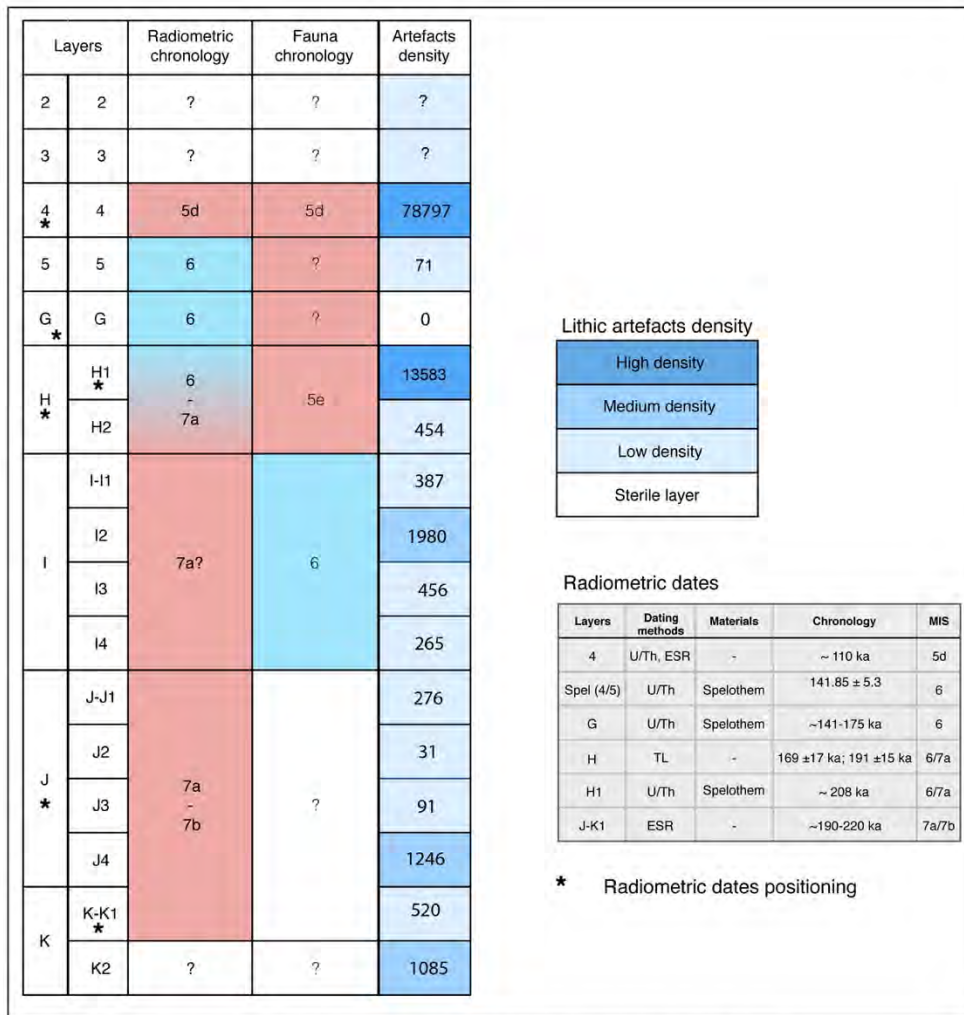 Layers Radiometric chronology Fauna chronology Artefacts density
2 2 ? ? ?
3 3 ? ? ?
4 * 4 5d 5d 78797
5 5 6 ? 71
G * G 6 ? 0
H * H1 * 6 - 7a 5e 13583
H2 454
I I-I1 7a? 6 387
I2 1980
I3 456
I4 265
J * J-J1 7a - 7b ? 276
J2 31
J3 91
J4 1246
K K-K1 * 520
K2 ? ? 1085
Lithic artefacts density
High density
Medium density
Low density
Sterile layer
Radiometric dates
Layers Dating methods Materials Chronology MIS
4 U/Th, ESR - ~ 110 ka 5d
Spel (4/5) U/Th Spelothem 141.85 ± 5.3 6
G U/Th Spelothem ~141-175 ka 6
H TL - 169 ±17 ka; 191 ±15 ka 6/7a
H1 U/Th Spelothem ~ 208 ka 6/7a
J-K1 ESR - ~190-220 ka 7a/7b
* Radiometric dates positioning